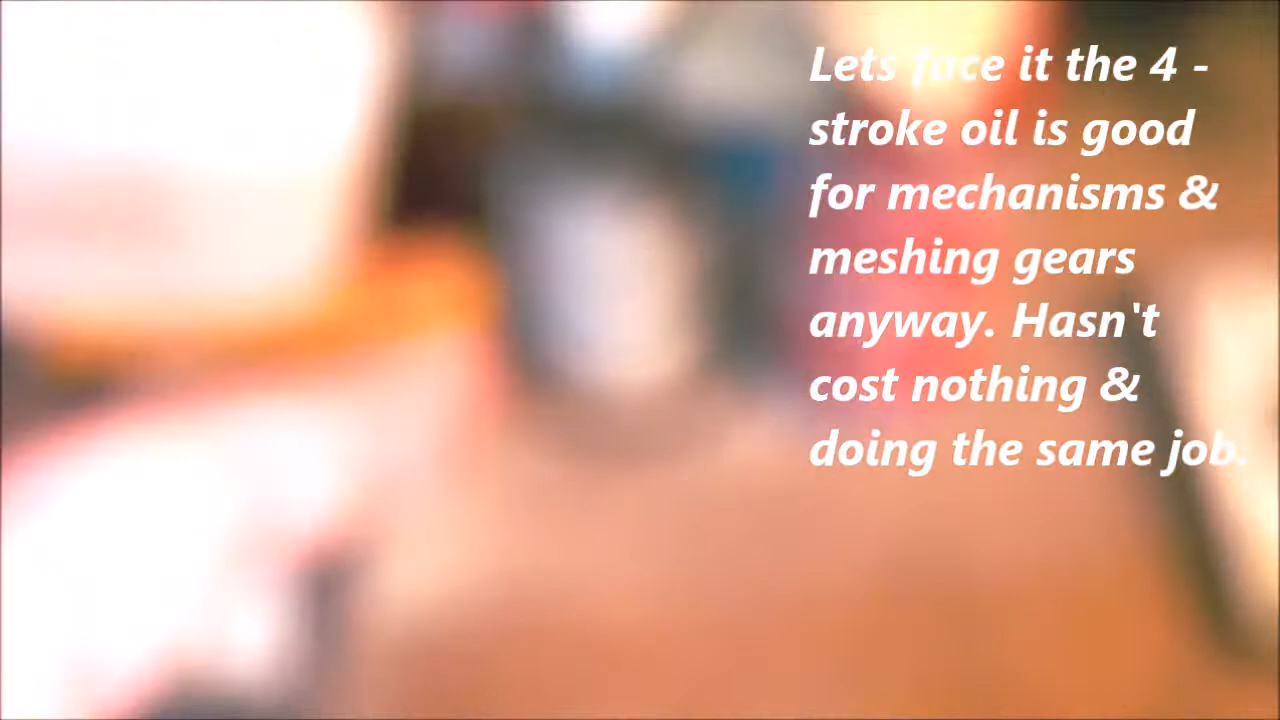 Lets face it the 4 -
stroke oil is good
for mechanisms &
meshing gears
anyway. Hasn't
cost nothing &
doing the same job.